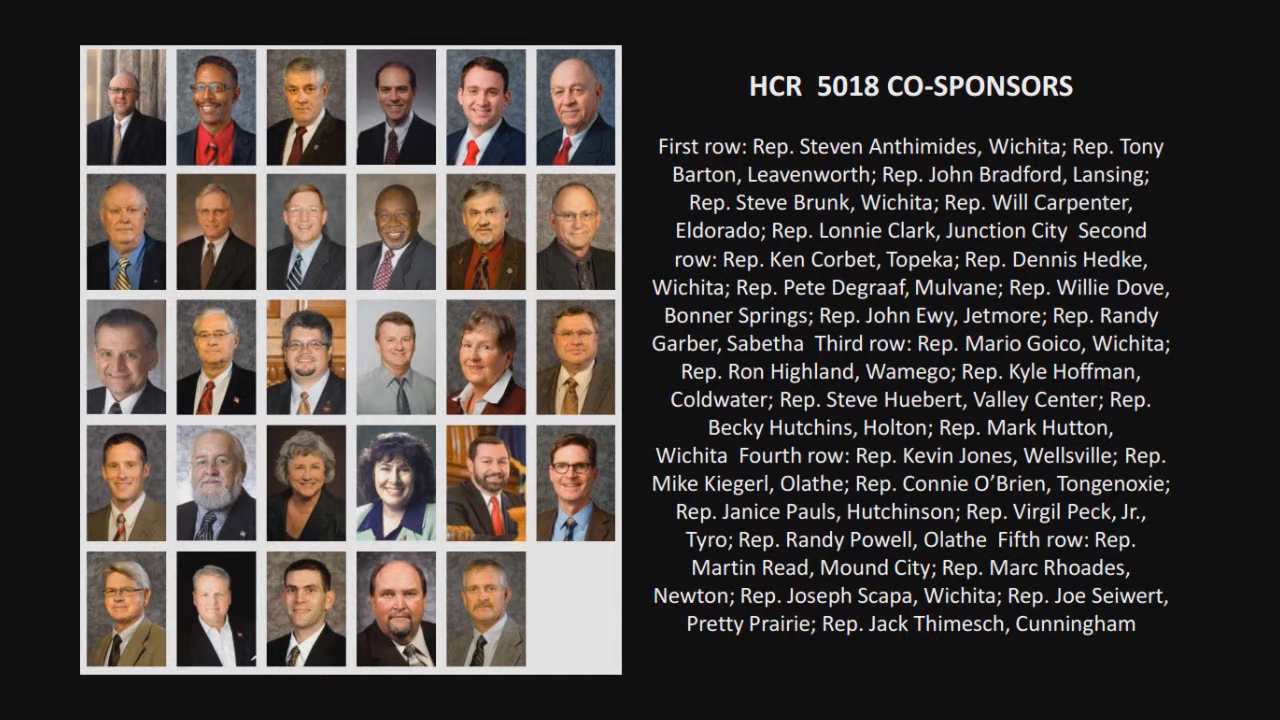 HCR 5018 CO-SPONSORS
First row: Rep. Steven Anthimides, Wichita; Rep. Tony
Barton, Leavenworth; Rep. John Bradford, Lansing;
Rep. Steve Brunk, Wichita; Rep. Will Carpenter,
Eldorado; Rep. Lonnie Clark, Junction City Second
row: Rep. Ken Corbet, Topeka; Rep. Dennis Hedke,
Wichita; Rep. Pete Degraaf, Mulvane; Rep. Willie Dove,
Bonner Springs; Rep. John Ewy, Jetmore; Rep. Randy
Garber, Sabetha Third row: Rep. Mario Goico, Wichita;
Rep. Ron Highland, Wamego; Rep. Kyle Hoffman,
Coldwater; Rep. Steve Huebert, Valley Center; Rep.
Becky Hutchins, Holton; Rep. Mark Hutton,
Wichita Fourth row: Rep. Kevin Jones, Wellsville; Rep.
Mike Kiegerl, Olathe; Rep. Connie O’Brien, Tongenoxie;
Rep. Janice Pauls, Hutchinson; Rep. Virgil Peck, Jr.,
Tyro; Rep. Randy Powell, Olathe Fifth row: Rep.
Martin Read, Mound City; Rep. Marc Rhoades,
Newton; Rep. Joseph Scapa, Wichita; Rep. Joe Seiwert,
Pretty Prairie; Rep. Jack Thimesch, Cunningham